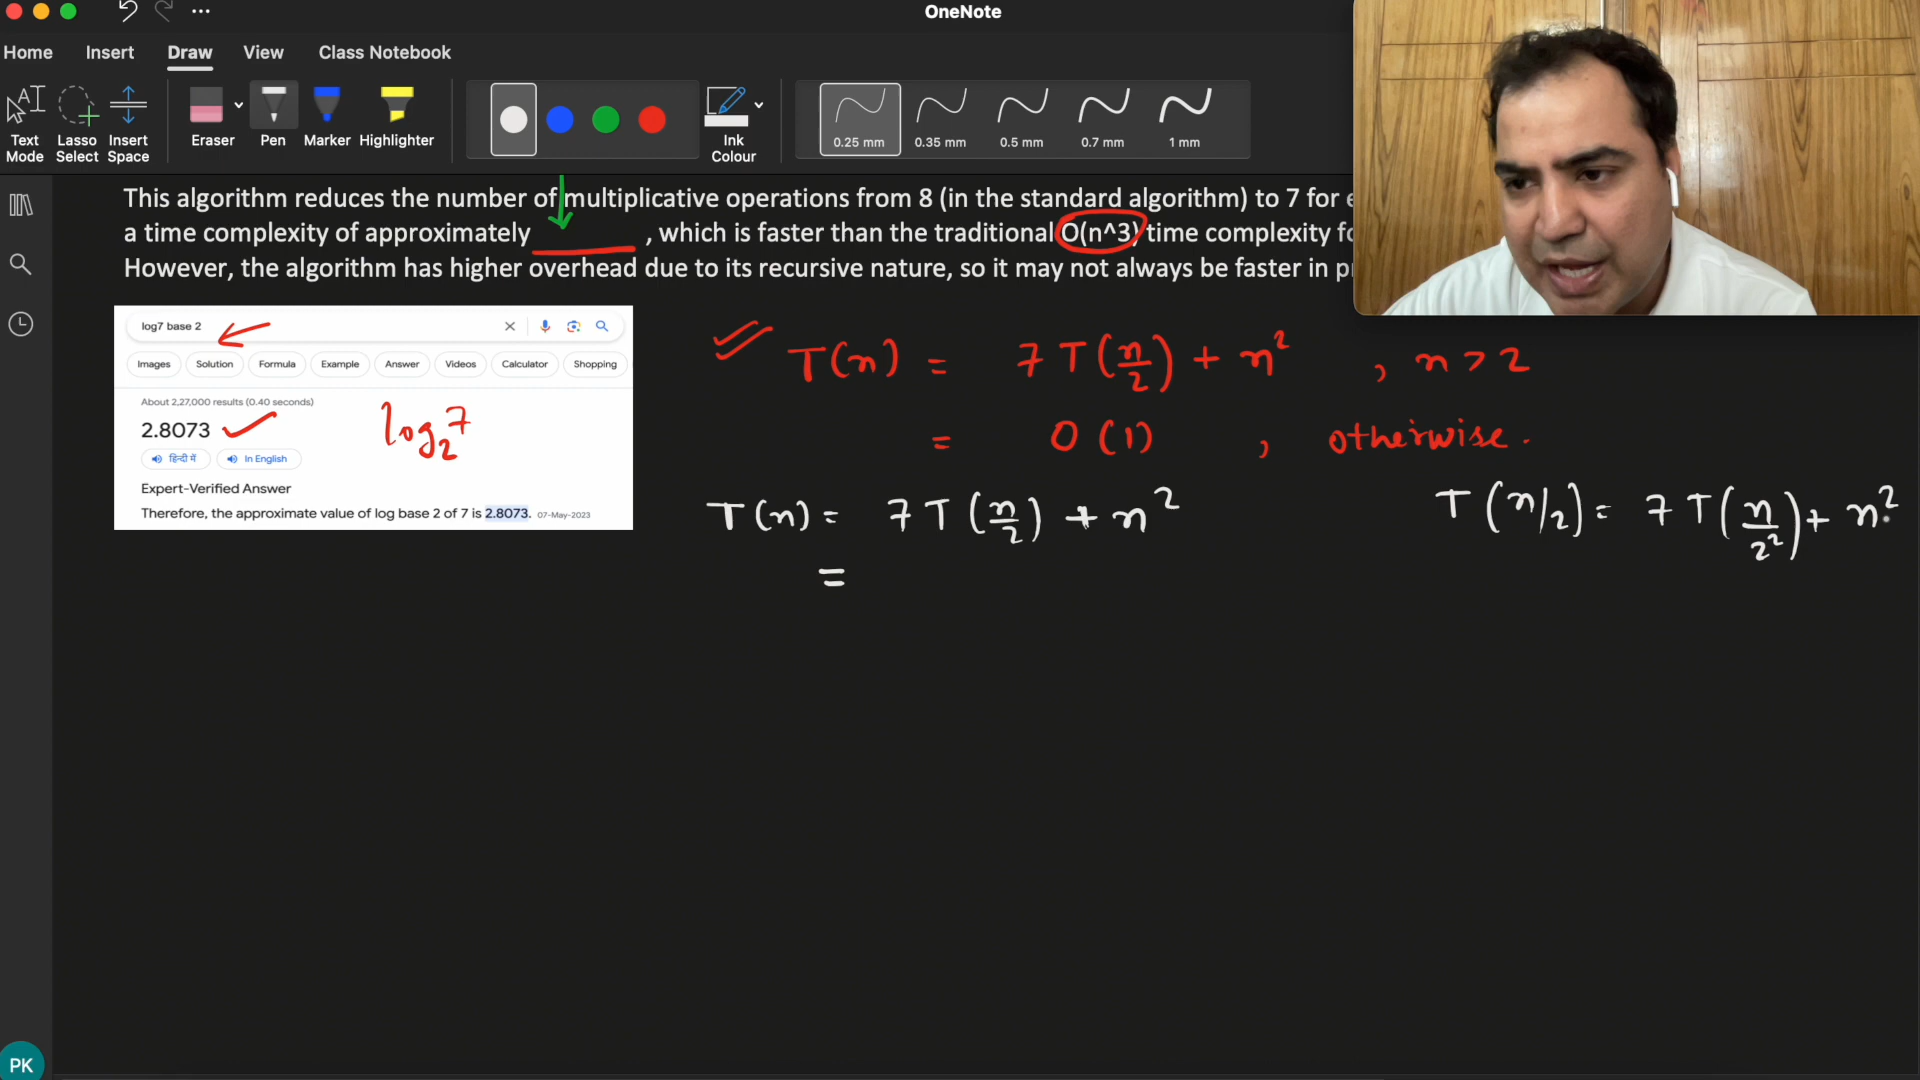 OneNote
Home Insert Draw View Class Notebook
Text Mode
Lasso Select
Insert Space
Eraser
Pen
Marker
Highlighter
Ink Colour
0.25 mm 0.35 mm 0.5 mm 0.7 mm 1 mm
This algorithm reduces the number of multiplicative operations from 8 (in the standard algorithm) to 7 for
a time complexity of approximately , which is faster than the traditional O(n^3) time complexity
However, the algorithm has higher overhead due to its recursive nature, so it may not always be faster in
log7 base 2
Images Solution Formula Example Answer Videos Calculator Shopping
About 2,27,000 results (0.40 seconds)
2.8073
हिन्दी में In English
log₂7
Expert-Verified Answer
Therefore, the approximate value of log base 2 of 7 is 2.8073. 07-May-2023
T(n) = 7T(n/2) + n² , n > 2
= O(1) , otherwise.
T(n) = 7T(n/2) + n²
=
T(n/2) = 7T(n/2²) + n²
PK